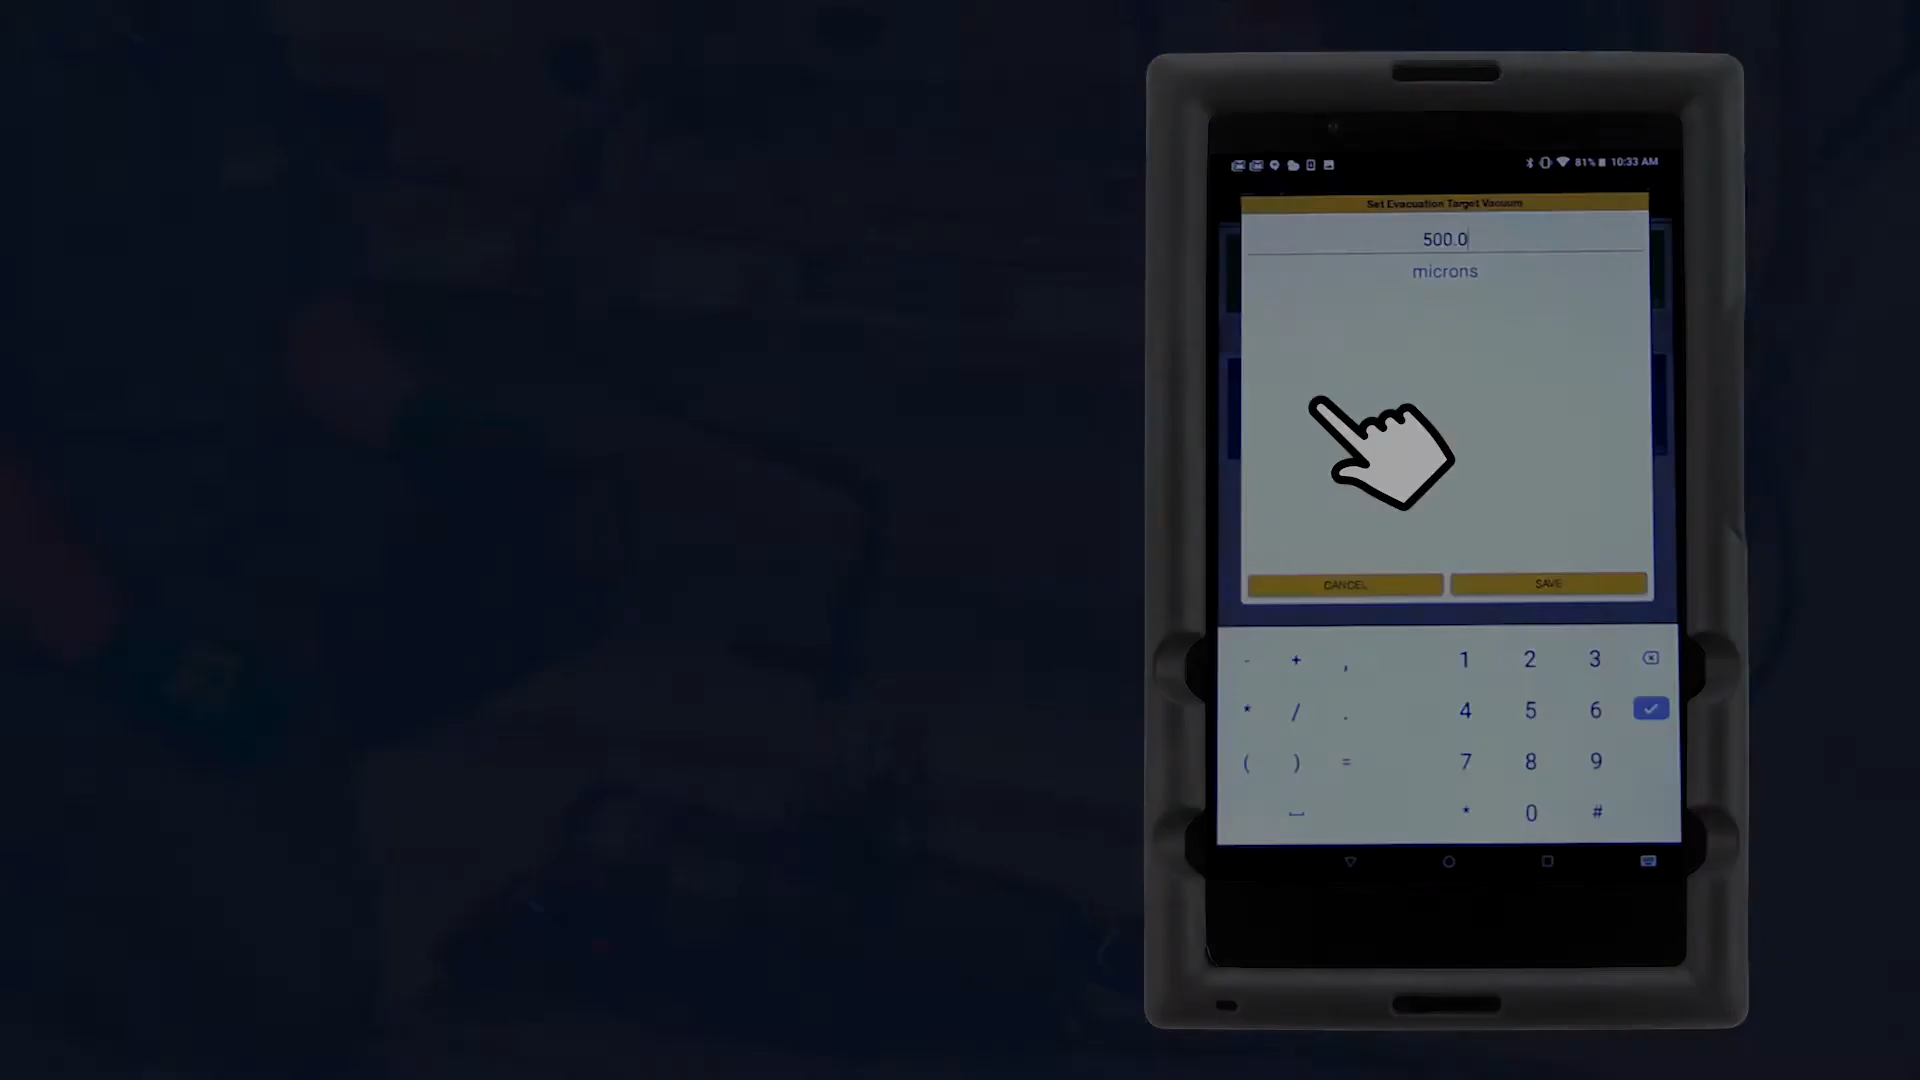 81% 10:33 AM
Set Evacuation Target Vacuum
500.0
microns
CANCEL SAVE
- + , 1 2 3
* / . 4 5 6
( ) = 7 8 9
* 0 #